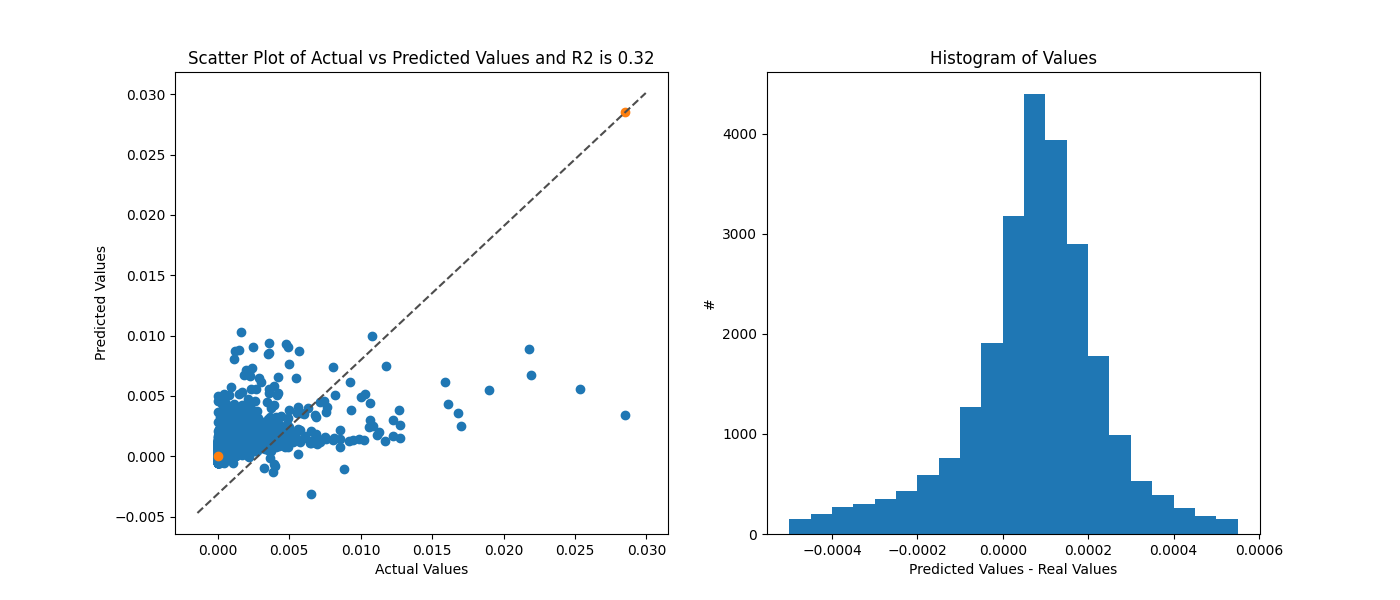 Scatter Plot of Actual vs Predicted Values and R2 is 0.32
0.030
0.025
0.020
0.015
0.010
0.005
0.000
−0.005
Predicted Values
0.000 0.005 0.010 0.015 0.020 0.025 0.030
Actual Values
Histogram of Values
4000
3000
2000
1000
0
#
−0.0004 −0.0002 0.0000 0.0002 0.0004 0.0006
Predicted Values - Real Values